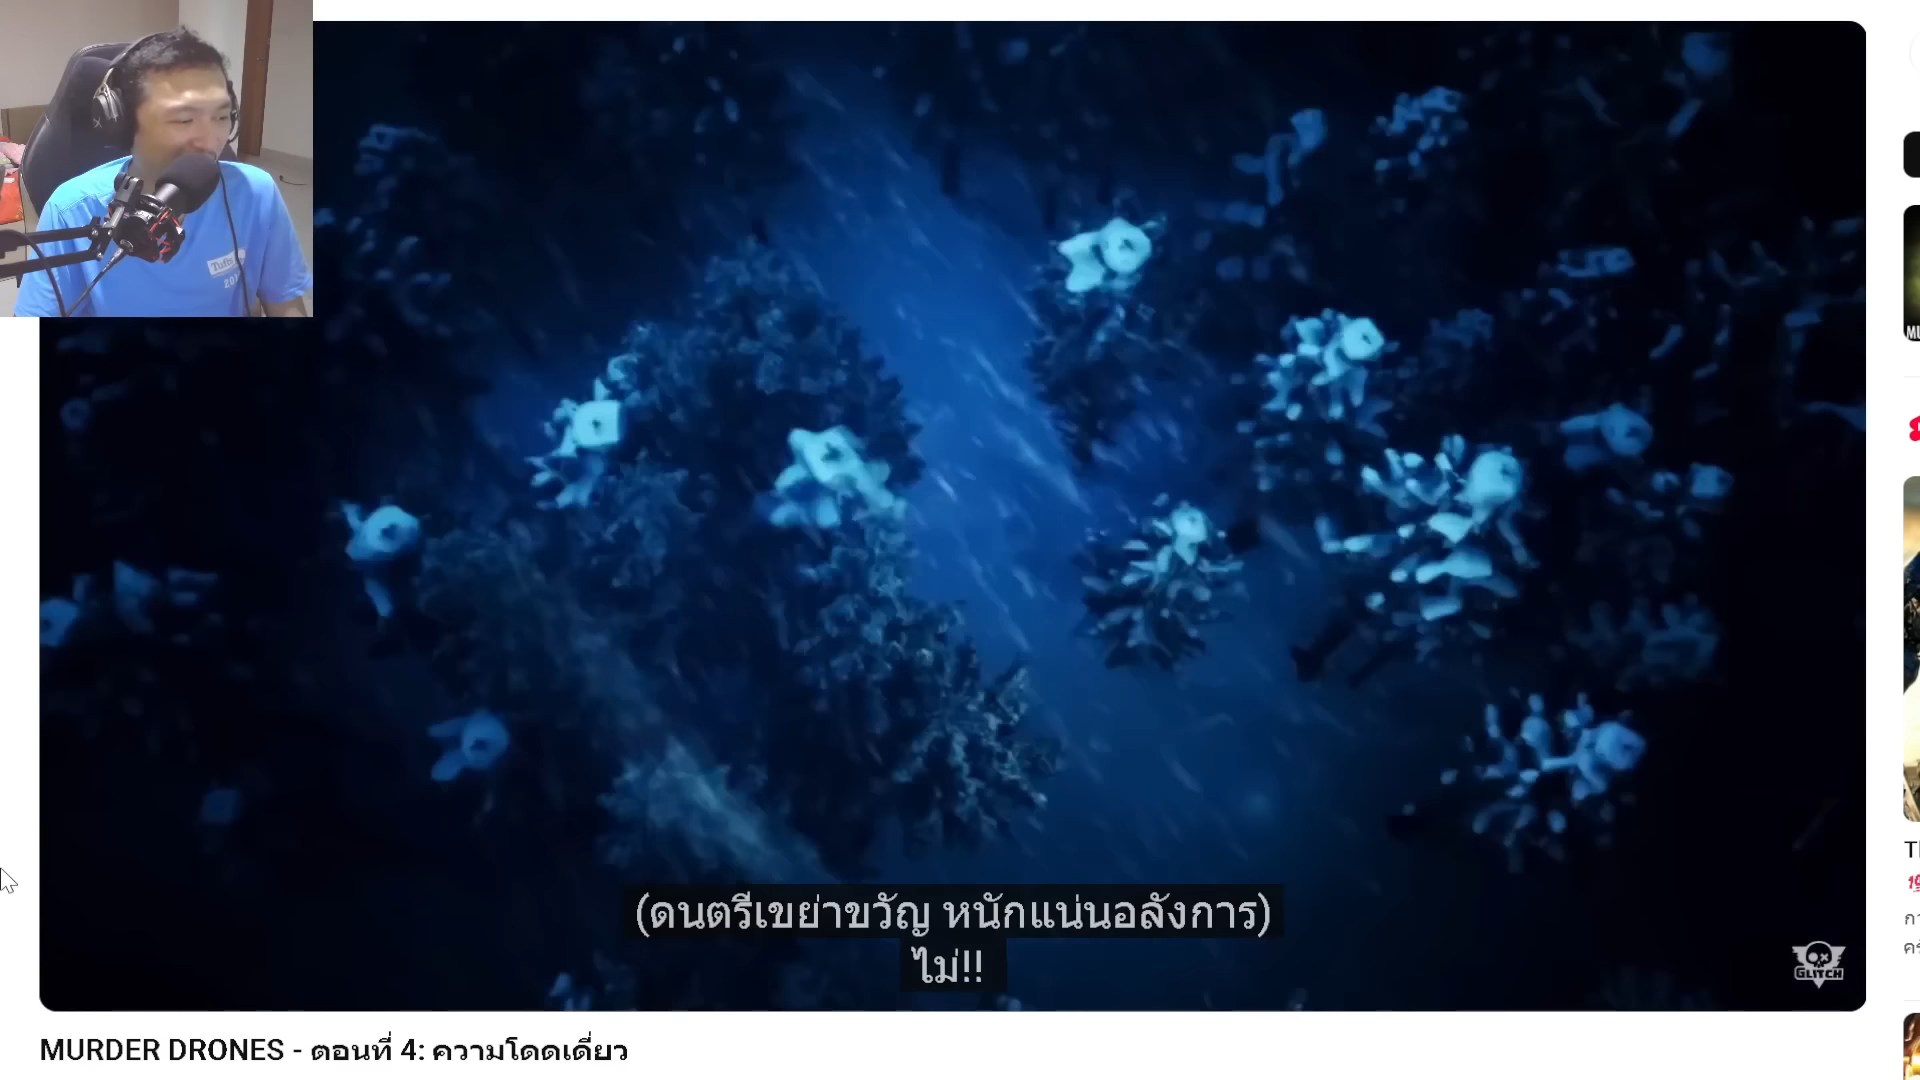 (ดนตรีเขย่าขวัญ หนักแน่นอลังการ)
ไม่!!
GLITCH
MURDER DRONES - ตอนที่ 4: ความโดดเดี่ยว